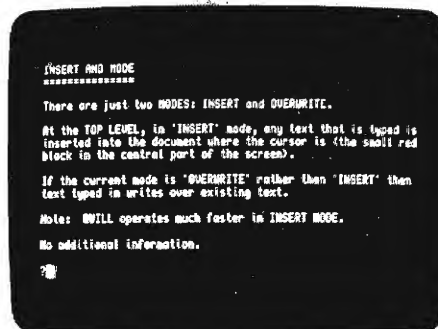 INSERT AND MODE
===============
There are just two MODES: INSERT and OVERWRITE.
At the TOP LEVEL, in "INSERT" mode, any text that is typed is
inserted into the document where the cursor is (the small red
block in the central part of the screen).
If the current mode is "OVERWRITE" rather than "INSERT" then
text typed in writes over existing text.
Note: QUILL operates much faster in INSERT MODE.
No additional information.
?